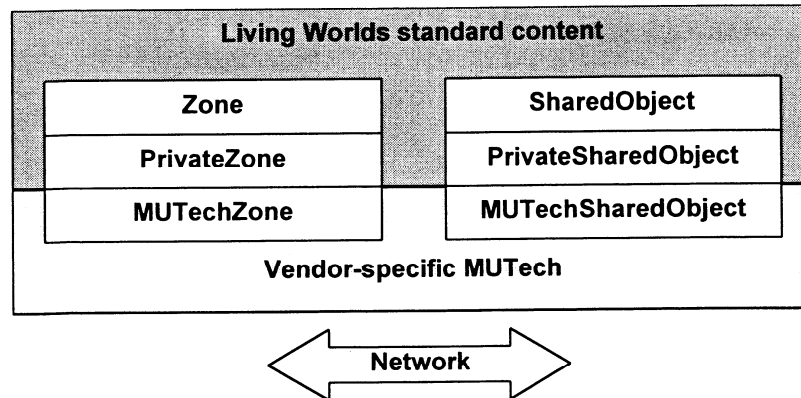 Living Worlds standard content
Zone
PrivateZone
MUTechZone
SharedObject
PrivateSharedObject
MUTechSharedObject
Vendor-specific MUTech
Network